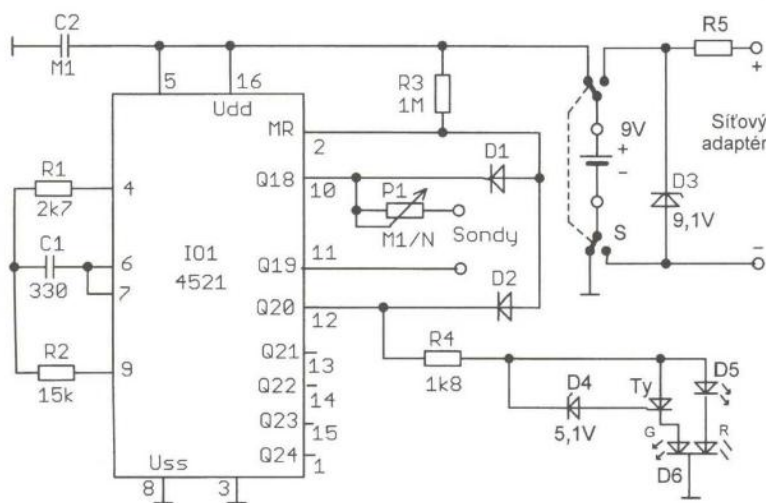 C2
M1
R5
+
5
16
Udd
R3
1M
9V
+
-
Síťový
adaptér
MR
2
R1
2k7
4
Q18
10
D1
P1
M1/N
Sondy
D3
9,1V
S
-
C1
330
6
7
IO1
4521
11
Q19
D2
Q20
12
R2
15k
9
R4
1k8
Q21
13
Q22
14
Q23
15
Q24
1
D4
5,1V
Ty
D5
G
R
D6
Uss
8
3